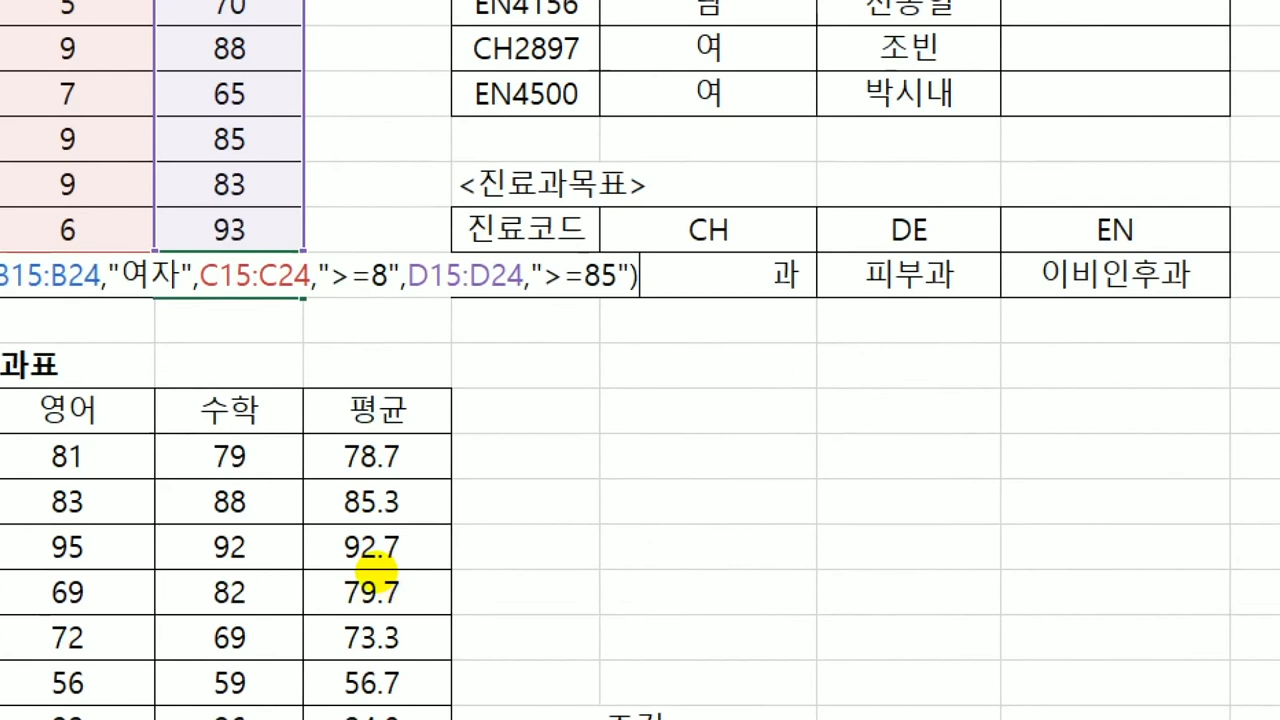 5 70 EN4156 남
9 88 CH2897 여 조빈
7 65 EN4500 여 박시내
9 85
9 83 <진료과목표>
6 93 진료코드 CH DE EN
B15:B24,"여자",C15:C24,">=8",D15:D24,">=85") 과 피부과 이비인후과
과표
영어 수학 평균
81 79 78.7
83 88 85.3
95 92 92.7
69 82 79.7
72 69 73.3
56 59 56.7